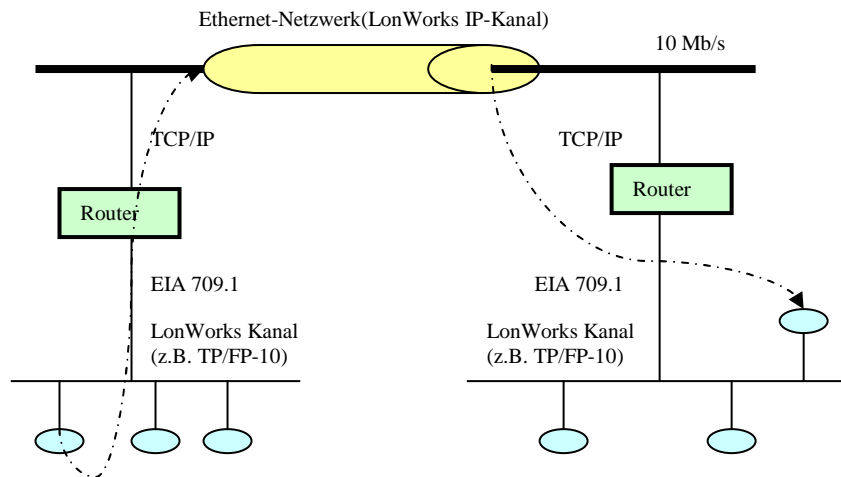 Ethernet-Netzwerk(LonWorks IP-Kanal)
10 Mb/s
TCP/IP
TCP/IP
Router
Router
EIA 709.1
EIA 709.1
LonWorks Kanal
(z.B. TP/FP-10)
LonWorks Kanal
(z.B. TP/FP-10)